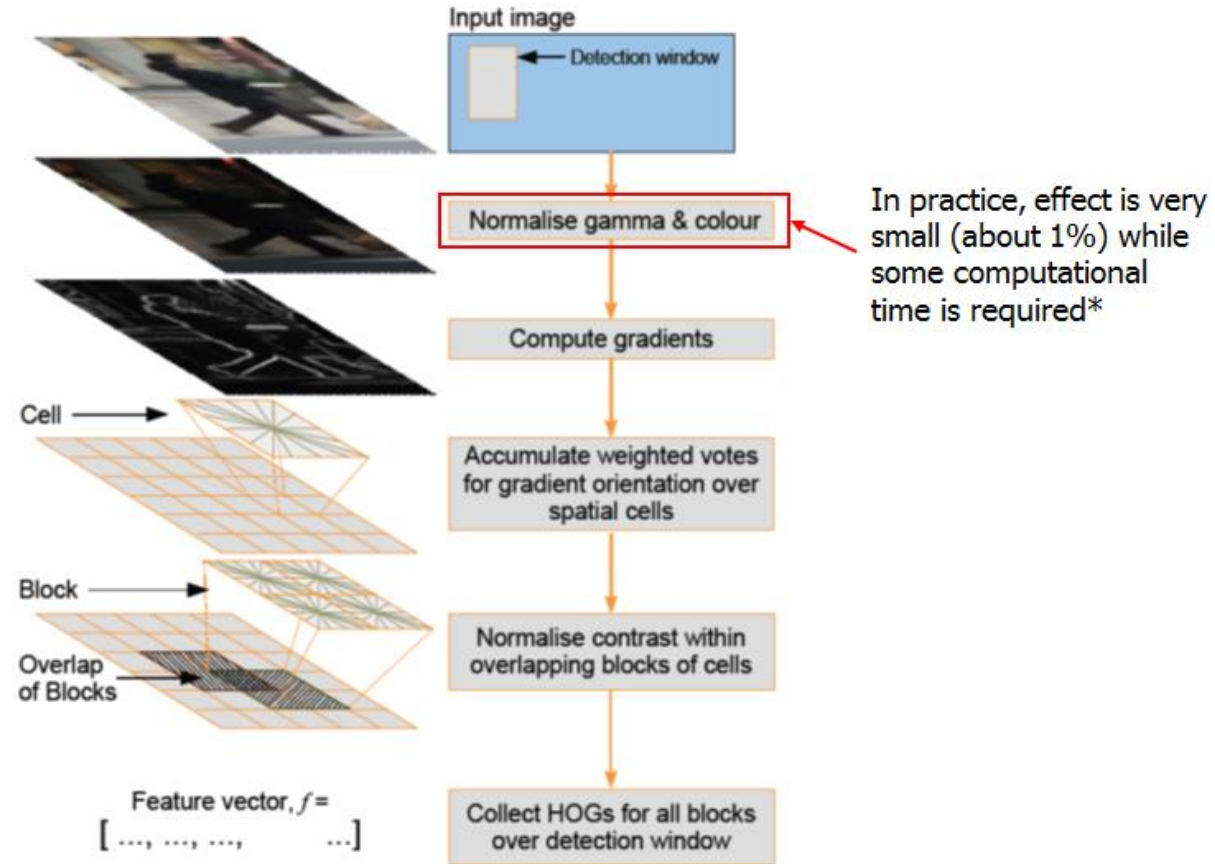 Input image
Detection window
Normalise gamma & colour
In practice, effect is very
small (about 1%) while
some computational
time is required*
Compute gradients
Cell
Accumulate weighted votes
for gradient orientation over
spatial cells
Block
Overlap
of Blocks
Normalise contrast within
overlapping blocks of cells
Feature vector, f =
[ ..., ..., ..., ...]
Collect HOGs for all blocks
over detection window